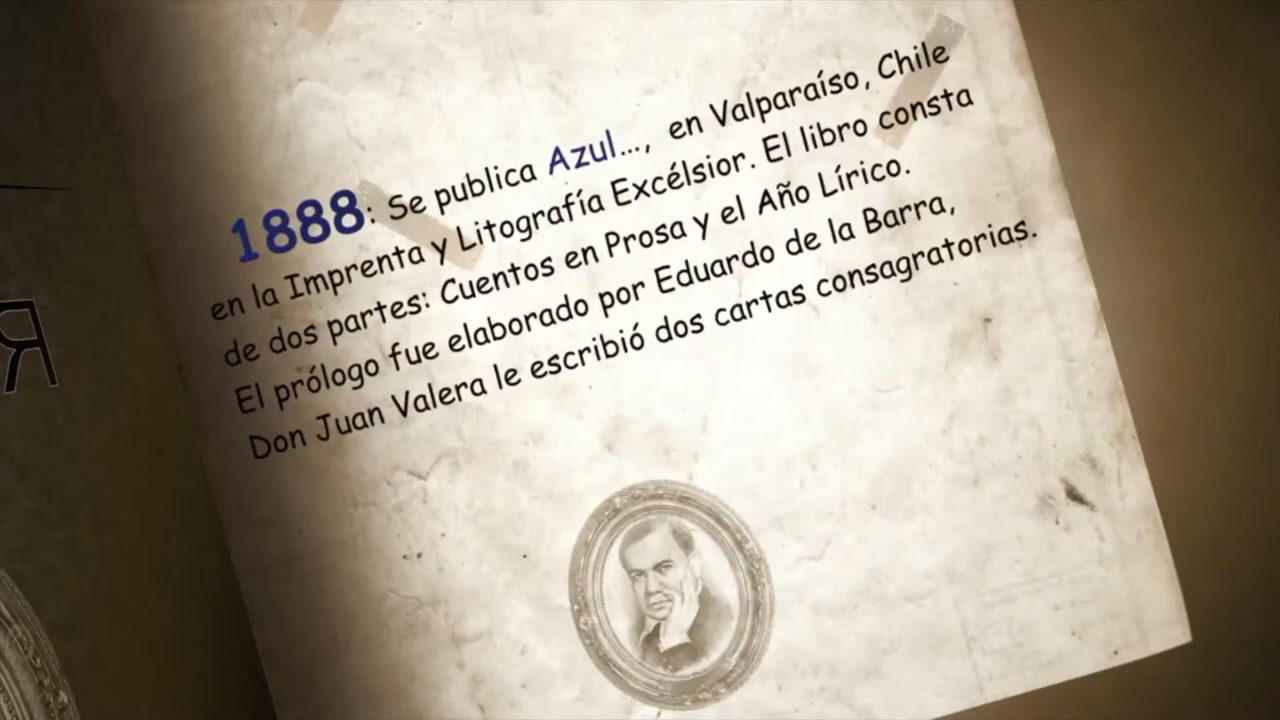 1888: Se publica Azul..., en Valparaíso, Chile
en la Imprenta y Litografía Excélsior. El libro consta
de dos partes: Cuentos en Prosa y el Año Lírico.
El prólogo fue elaborado por Eduardo de la Barra,
Don Juan Valera le escribió dos cartas consagratorias.